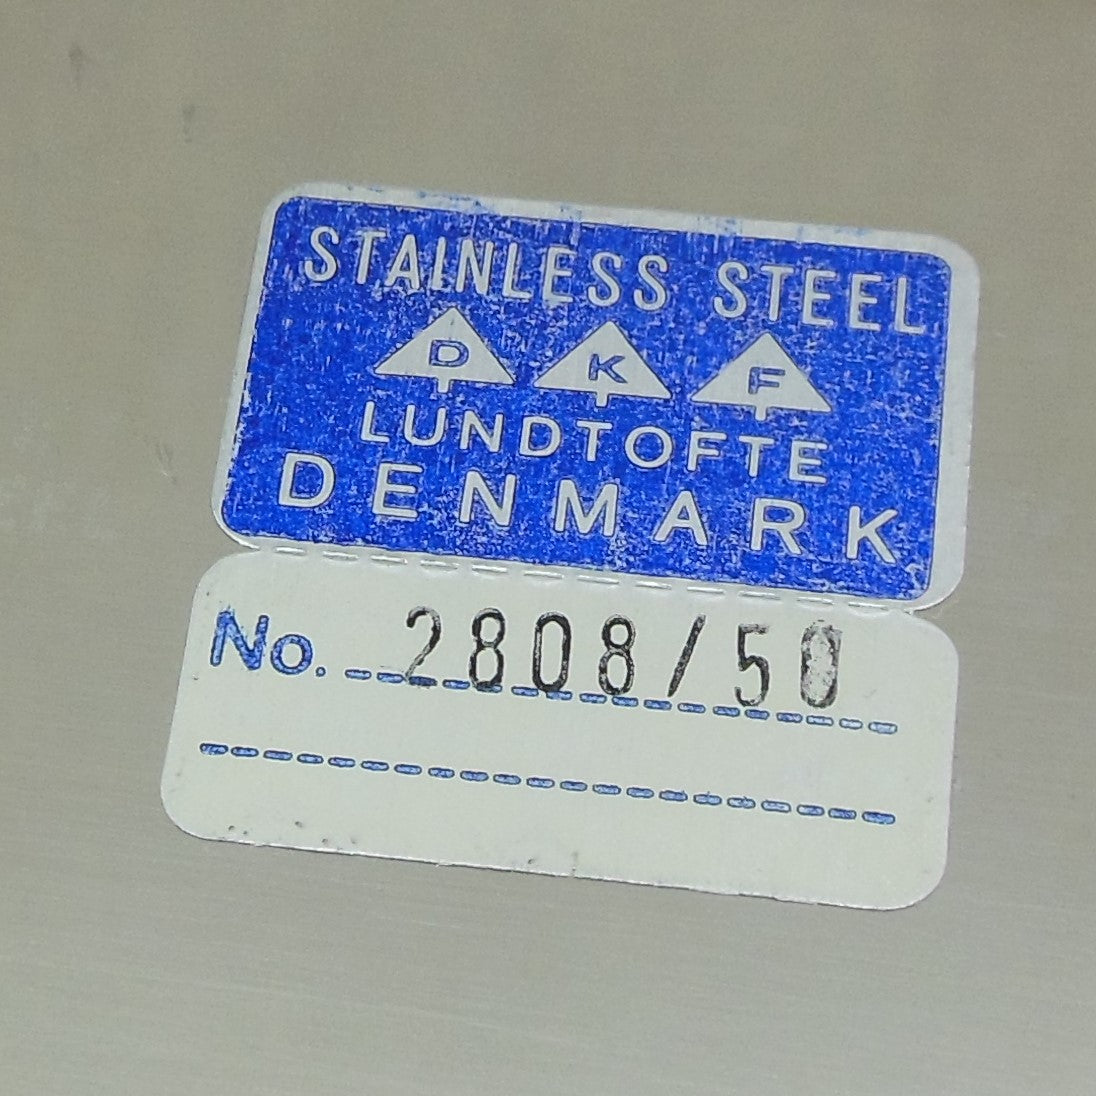 STAINLESS STEEL
D K F
LUNDTOFTE
DENMARK
No. 2808/50